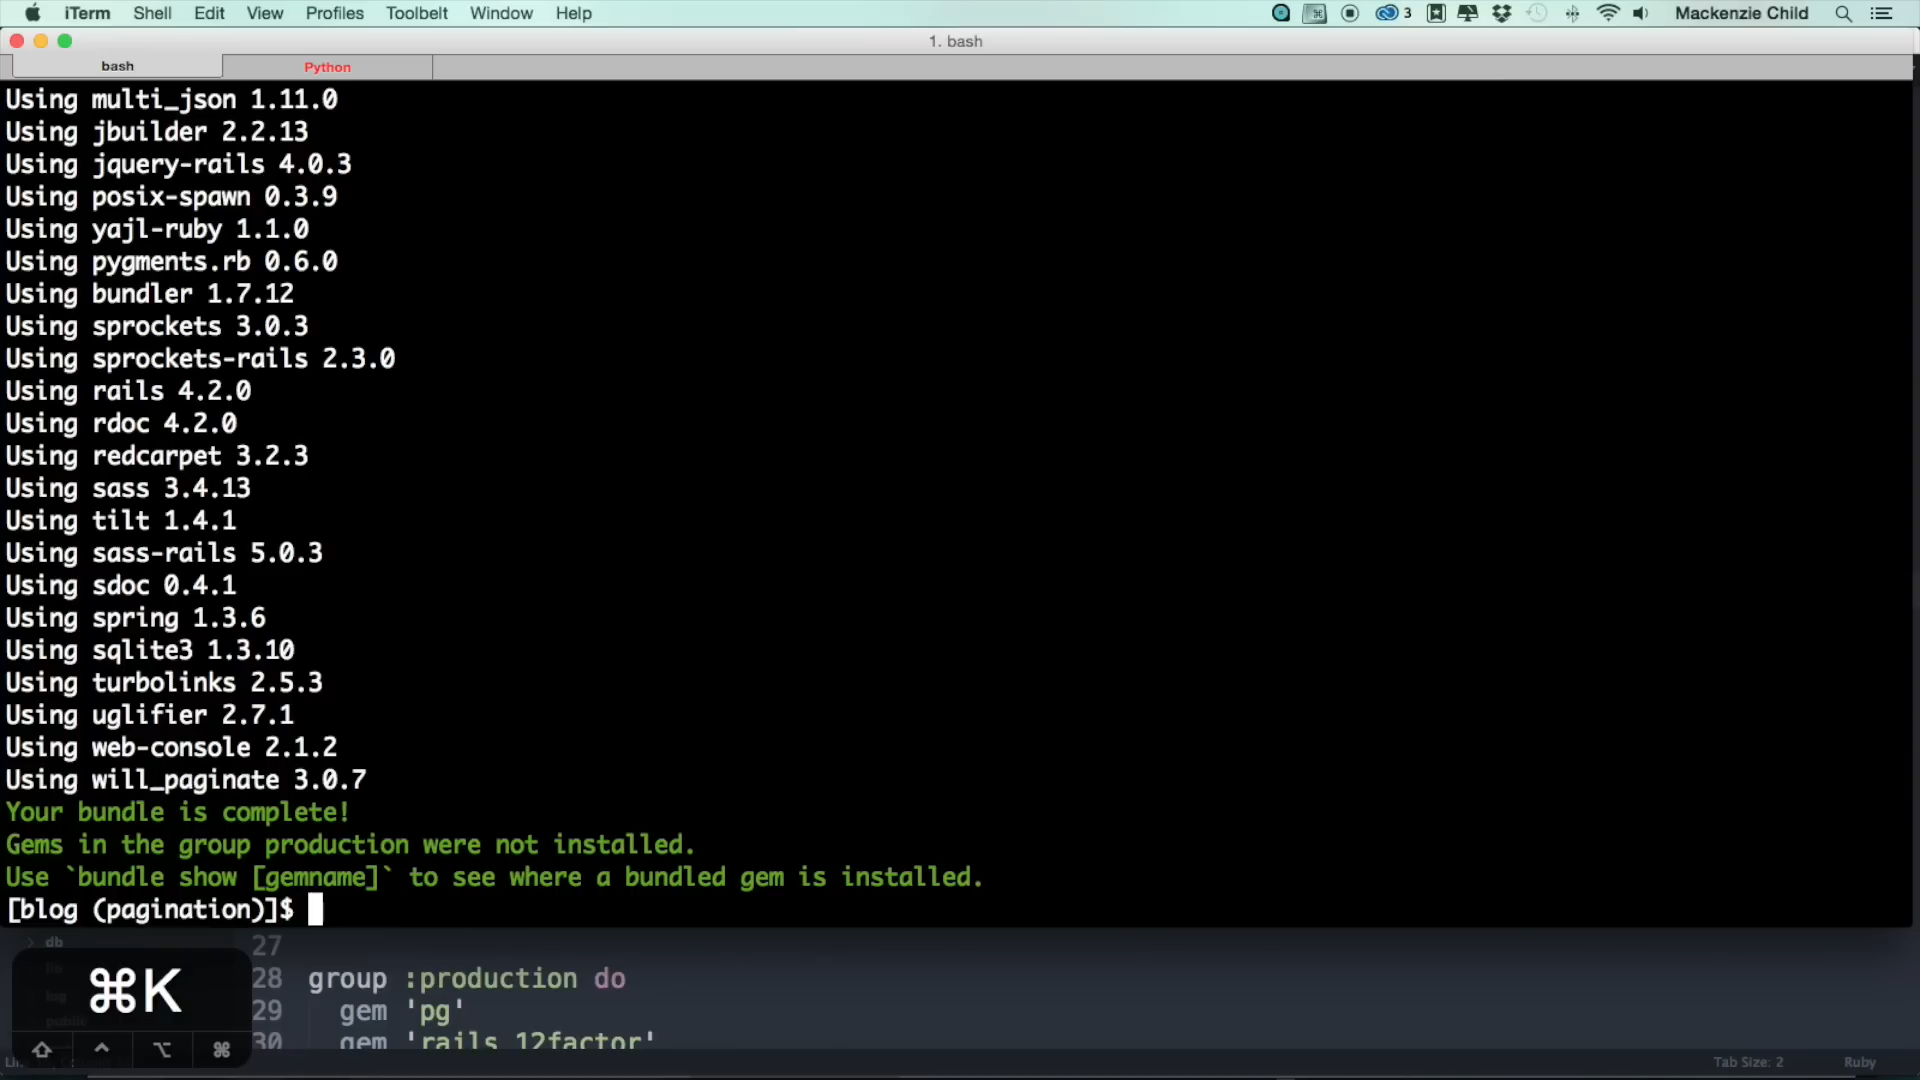 iTerm Shell Edit View Profiles Toolbelt Window Help 3 Mackenzie Child
1. bash
bash Python
Using multi_json 1.11.0
Using jbuilder 2.2.13
Using jquery-rails 4.0.3
Using posix-spawn 0.3.9
Using yajl-ruby 1.1.0
Using pygments.rb 0.6.0
Using bundler 1.7.12
Using sprockets 3.0.3
Using sprockets-rails 2.3.0
Using rails 4.2.0
Using rdoc 4.2.0
Using redcarpet 3.2.3
Using sass 3.4.13
Using tilt 1.4.1
Using sass-rails 5.0.3
Using sdoc 0.4.1
Using spring 1.3.6
Using sqlite3 1.3.10
Using turbolinks 2.5.3
Using uglifier 2.7.1
Using web-console 2.1.2
Using will_paginate 3.0.7
Your bundle is complete!
Gems in the group production were not installed.
Use `bundle show [gemname]` to see where a bundled gem is installed.
[blog (pagination)]$
db 27
lib 28 group :production do
⌘K
log 29 gem 'pg'
public 30 gem 'rails_12factor'
⌘
Tab Size: 2 Ruby